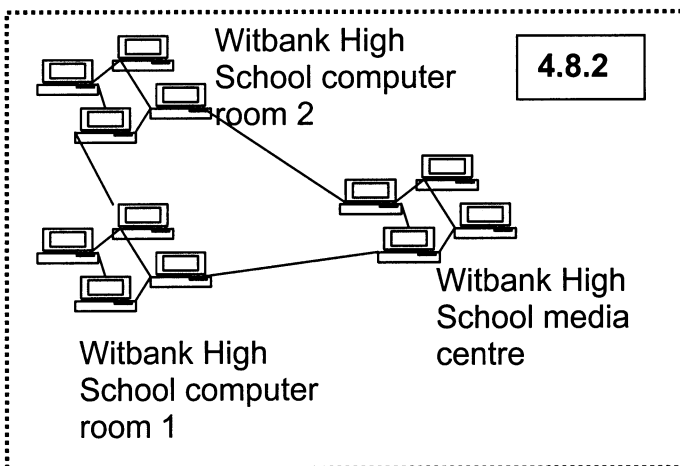 Witbank High
School computer
room 2
4.8.2
Witbank High
School media
centre
Witbank High
School computer
room 1